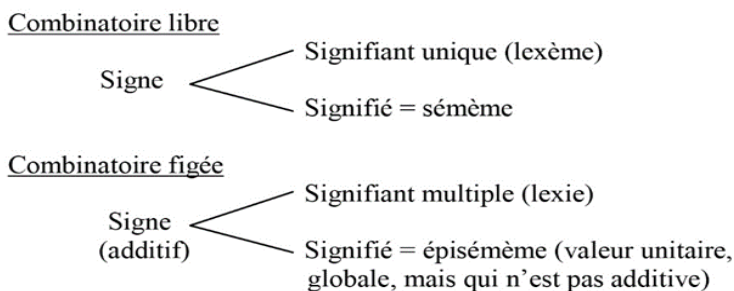 Combinatoire libre
Signifiant unique (lexème)
Signe
Signifié = sémème
Combinatoire figée
Signifiant multiple (lexie)
Signe
(additif)
Signifié = épisémème (valeur unitaire,
globale, mais qui n’est pas additive)